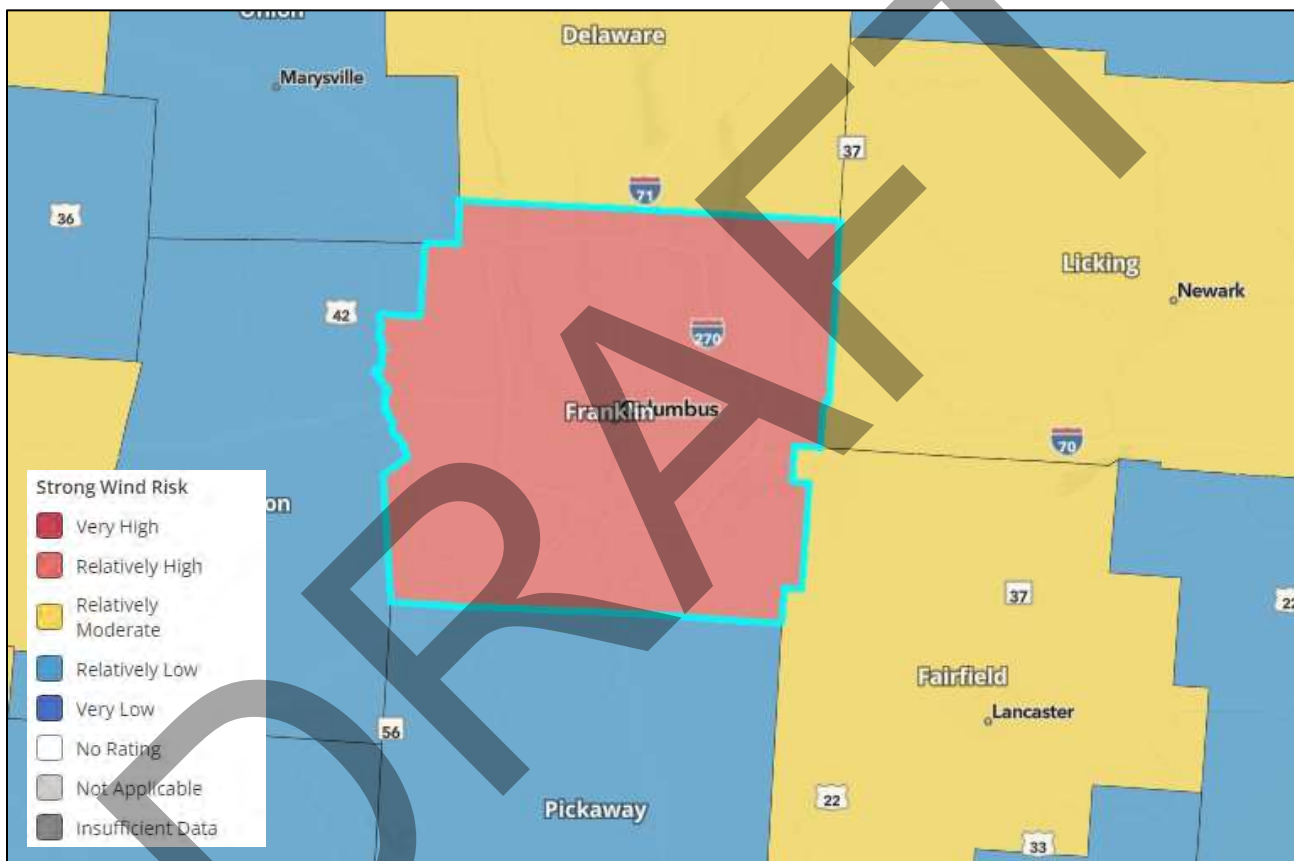 Union
Delaware
Marysville
37
71
36
Licking
Newark
42
270
Franklin
Columbus
70
on
Strong Wind Risk
Very High
Relatively High
Relatively
Moderate
Relatively Low
Very Low
No Rating
Not Applicable
Insufficient Data
37
22
Fairfield
Lancaster
56
22
Pickaway
33
DRAFT